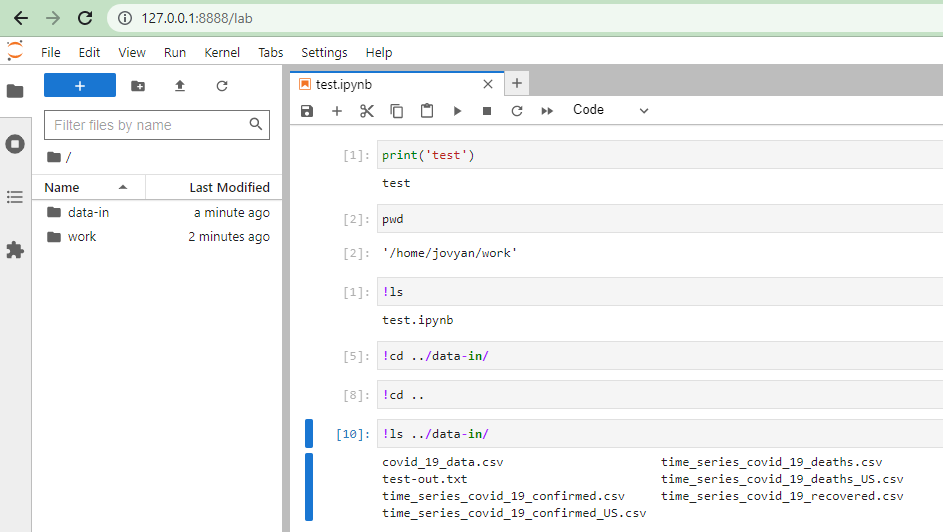 127.0.0.1:8888/lab
File Edit View Run Kernel Tabs Settings Help
+
test.ipynb
Code
Filter files by name
/
Name Last Modified
data-in a minute ago
work 2 minutes ago
[1]: print('test')
test
[2]: pwd
[2]: '/home/jovyan/work'
[1]: !ls
test.ipynb
[5]: !cd ../data-in/
[8]: !cd ..
[10]: !ls ../data-in/
covid_19_data.csv time_series_covid_19_deaths.csv
test-out.txt time_series_covid_19_deaths_US.csv
time_series_covid_19_confirmed.csv time_series_covid_19_recovered.csv
time_series_covid_19_confirmed_US.csv